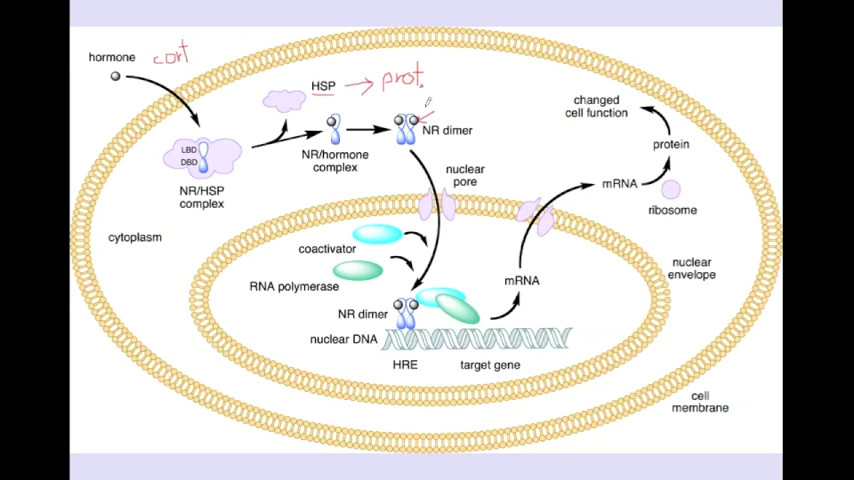 hormone
cort
HSP → prot.
LBD
DBD
NR/HSP
complex
NR/hormone
complex
NR dimer
nuclear
pore
changed
cell function
protein
mRNA
ribosome
cytoplasm
coactivator
RNA polymerase
mRNA
nuclear
envelope
NR dimer
nuclear DNA
HRE
target gene
cell
membrane